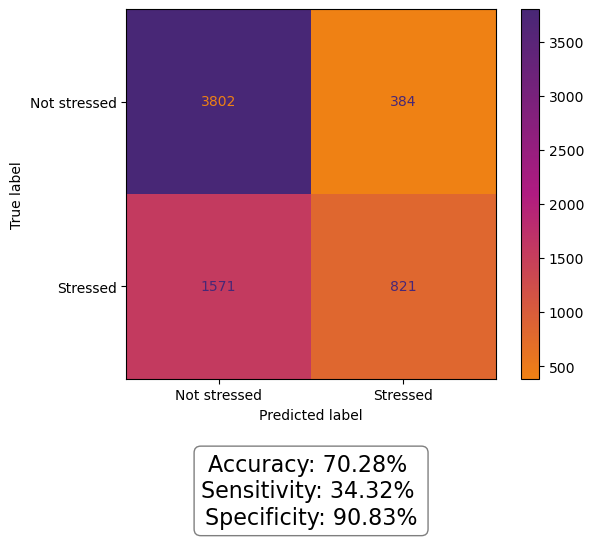 3802
384
1571
821
Not stressed
Stressed
True label
Not stressed
Stressed
Predicted label
3500
3000
2500
2000
1500
1000
500
Accuracy: 70.28%
Sensitivity: 34.32%
Specificity: 90.83%